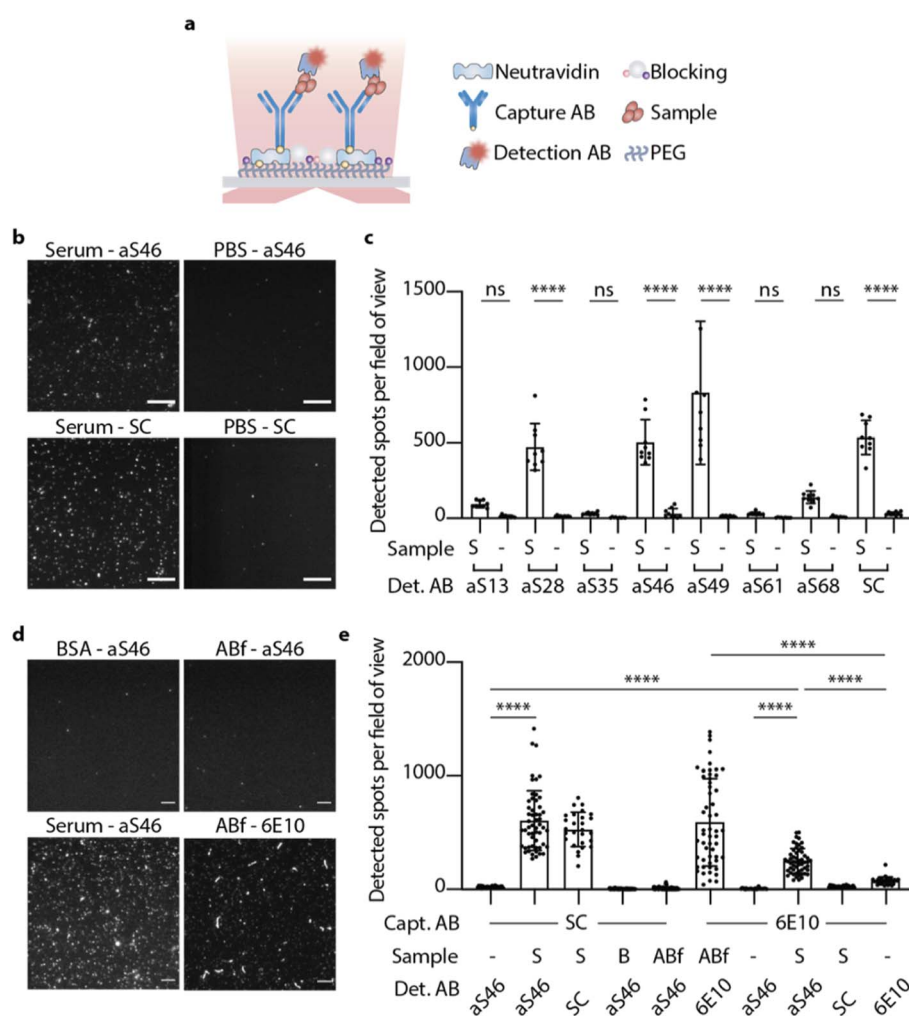 a
Neutravidin
Blocking
Capture AB
Sample
Detection AB
PEG
b
Serum - aS46
PBS - aS46
Serum - SC
PBS - SC
c
Detected spots per field of view
1500
1000
500
0
ns
****
ns
****
****
ns
ns
****
Sample S - S - S - S - S - S - S - S -
Det. AB aS13 aS28 aS35 aS46 aS49 aS61 aS68 SC
d
BSA - aS46
ABf - aS46
Serum - aS46
ABf - 6E10
e
Detected spots per field of view
2000
1000
0
****
****
****
****
****
Capt. AB SC 6E10
Sample - S S B ABf ABf - S S -
Det. AB aS46 aS46 SC aS46 aS46 6E10 aS46 aS46 SC 6E10